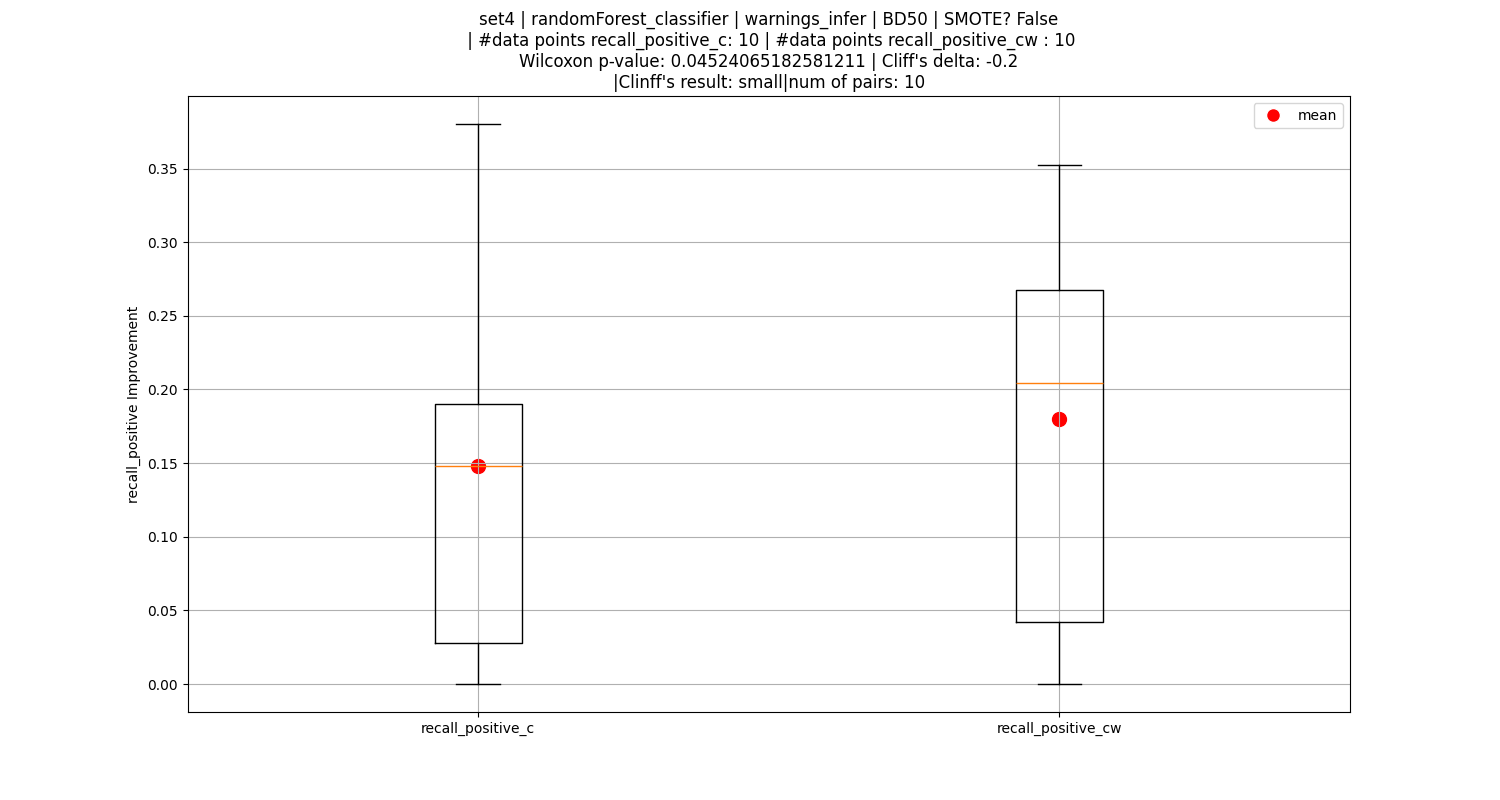 set4 | randomForest_classifier | warnings_infer | BD50 | SMOTE? False
| #data points recall_positive_c: 10 | #data points recall_positive_cw : 10
Wilcoxon p-value: 0.04524065182581211 | Cliff's delta: -0.2
|Clinff's result: small|num of pairs: 10
mean
recall_positive Improvement
0.35
0.30
0.25
0.20
0.15
0.10
0.05
0.00
recall_positive_c
recall_positive_cw